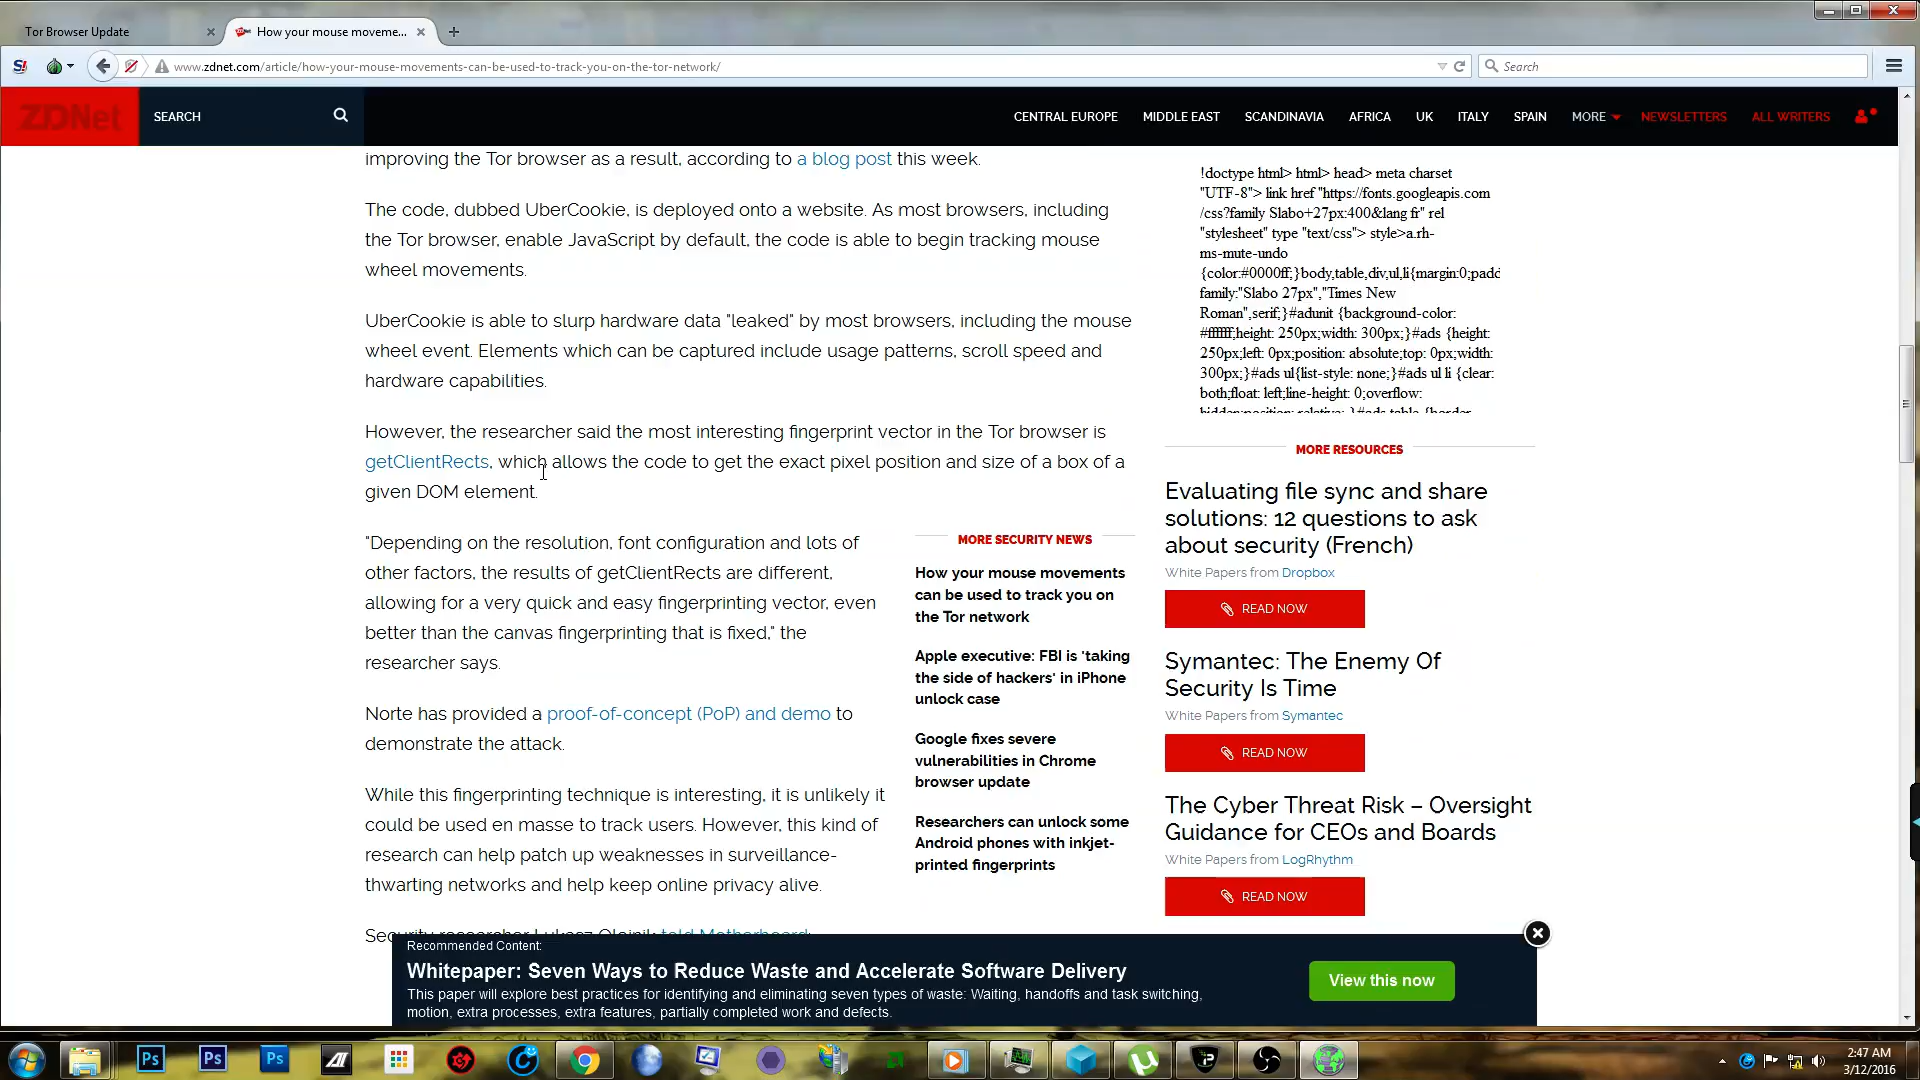 Tor Browser Update
How your mouse moveme...
www.zdnet.com/article/how-your-mouse-movements-can-be-used-to-track-you-on-the-tor-network/
Search
ZDNet
SEARCH
CENTRAL EUROPE MIDDLE EAST SCANDINAVIA AFRICA UK ITALY SPAIN MORE NEWSLETTERS ALL WRITERS
improving the Tor browser as a result, according to a blog post this week.
The code, dubbed UberCookie, is deployed onto a website. As most browsers, including
the Tor browser, enable JavaScript by default, the code is able to begin tracking mouse
wheel movements.
UberCookie is able to slurp hardware data "leaked" by most browsers, including the mouse
wheel event. Elements which can be captured include usage patterns, scroll speed and
hardware capabilities.
However, the researcher said the most interesting fingerprint vector in the Tor browser is
getClientRects, which allows the code to get the exact pixel position and size of a box of a
given DOM element.
"Depending on the resolution, font configuration and lots of
other factors, the results of getClientRects are different,
allowing for a very quick and easy fingerprinting vector, even
better than the canvas fingerprinting that is fixed," the
researcher says.
Norte has provided a proof-of-concept (PoP) and demo to
demonstrate the attack.
While this fingerprinting technique is interesting, it is unlikely it
could be used en masse to track users. However, this kind of
research can help patch up weaknesses in surveillance-
thwarting networks and help keep online privacy alive.
Security researcher Lukasz Olejnik told Motherboard:
MORE SECURITY NEWS
How your mouse movements
can be used to track you on
the Tor network
Apple executive: FBI is 'taking
the side of hackers' in iPhone
unlock case
Google fixes severe
vulnerabilities in Chrome
browser update
Researchers can unlock some
Android phones with inkjet-
printed fingerprints
!doctype html> html> head> meta charset
"UTF-8"> link href "https://fonts.googleapis.com
/css?family Slabo+27px:400&lang fr" rel
"stylesheet" type "text/css"> style>a.rh-
ms-mute-undo
{color:#0000ff;}body,table,div,ul,li{margin:0;padd
family:"Slabo 27px","Times New
Roman",serif;}#adunit {background-color:
#ffffff;height: 250px;width: 300px;}#ads {height:
250px;left: 0px;position: absolute;top: 0px;width:
300px;}#ads ul{list-style: none;}#ads ul li {clear:
both;float: left;line-height: 0;overflow:
hidden;position: relative; }#ads table {border
MORE RESOURCES
Evaluating file sync and share
solutions: 12 questions to ask
about security (French)
White Papers from Dropbox
READ NOW
Symantec: The Enemy Of
Security Is Time
White Papers from Symantec
READ NOW
The Cyber Threat Risk – Oversight
Guidance for CEOs and Boards
White Papers from LogRhythm
READ NOW
Recommended Content:
Whitepaper: Seven Ways to Reduce Waste and Accelerate Software Delivery
This paper will explore best practices for identifying and eliminating seven types of waste: Waiting, handoffs and task switching,
motion, extra processes, extra features, partially completed work and defects.
View this now
Ps Ps Ps
2:47 AM
3/12/2016